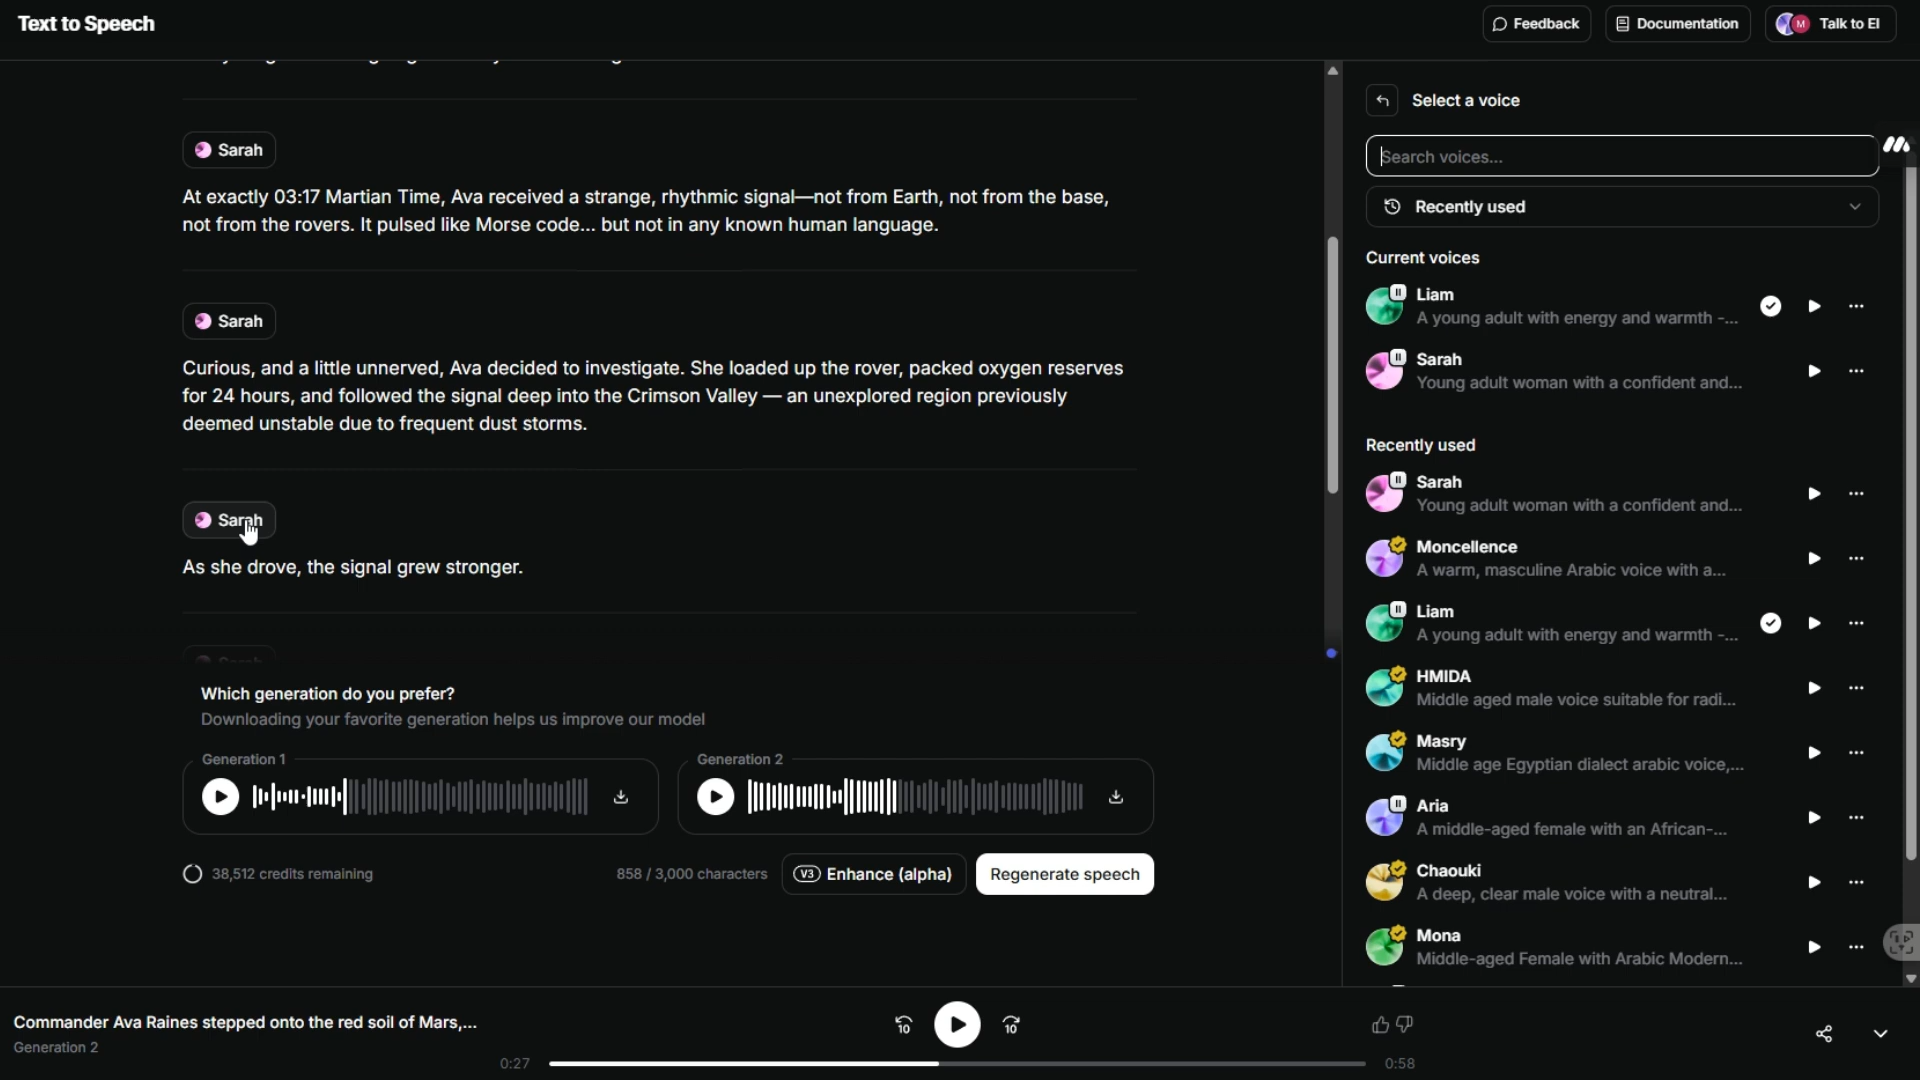 Text to Speech
Feedback
Documentation
Talk to El
Sarah
At exactly 03:17 Martian Time, Ava received a strange, rhythmic signal—not from Earth, not from the base,
not from the rovers. It pulsed like Morse code... but not in any known human language.
Sarah
Curious, and a little unnerved, Ava decided to investigate. She loaded up the rover, packed oxygen reserves
for 24 hours, and followed the signal deep into the Crimson Valley — an unexplored region previously
deemed unstable due to frequent dust storms.
Sarah
As she drove, the signal grew stronger.
Sarah
Which generation do you prefer?
Downloading your favorite generation helps us improve our model
Generation 1
Generation 2
38,512 credits remaining
858 / 3,000 characters
V3 Enhance (alpha)
Regenerate speech
Select a voice
Search voices...
Recently used
Current voices
Liam
A young adult with energy and warmth -...
Sarah
Young adult woman with a confident and...
Recently used
Sarah
Young adult woman with a confident and...
Moncellence
A warm, masculine Arabic voice with a...
Liam
A young adult with energy and warmth -...
HMIDA
Middle aged male voice suitable for radi...
Masry
Middle age Egyptian dialect arabic voice,...
Aria
A middle-aged female with an African-...
Chaouki
A deep, clear male voice with a neutral...
Mona
Middle-aged Female with Arabic Modern...
Commander Ava Raines stepped onto the red soil of Mars,...
Generation 2
10
10
0:27
0:58